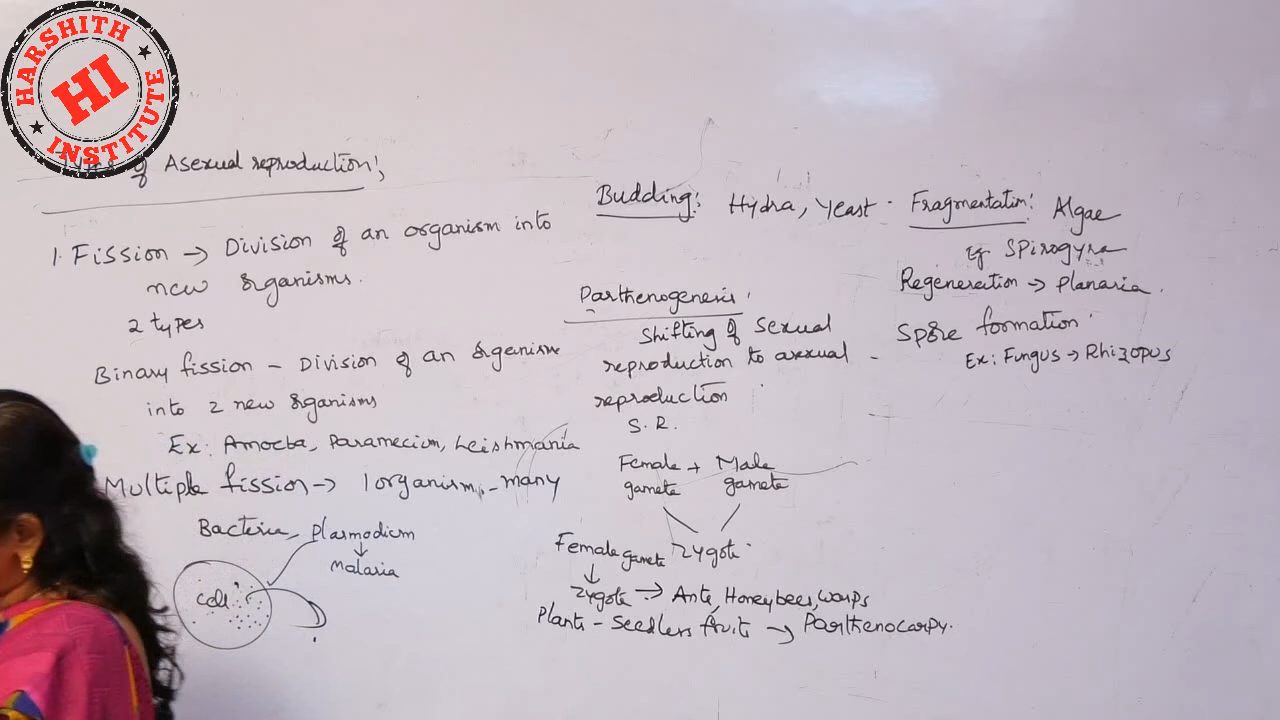 HARSHITH
HI
INSTITUTE
of Asexual reproduction;
1. Fission → Division of an organism into
new organisms.
2 types
Binary fission - Division of an organism
into 2 new organisms
Ex: Amoeba, Paramecium, Leishmania
Multiple fission → 1 organism - many
Bacteria, Plasmodium
↓
Malaria
Cell
Budding: Hydra, Yeast.
Parthenogenesis:
Shifting of sexual
reproduction to asexual -
reproduction
S.R.
Female + Male
gamete gamete
Zygote
Female gamete
↓
Zygote → Ants, Honeybees, Wasps
Plants - Seedless fruit → Parthenocarpy.
Fragmentation: Algae
eg Spirogyra
Regeneration → Planaria.
Spore formation
Ex: Fungus → Rhizopus